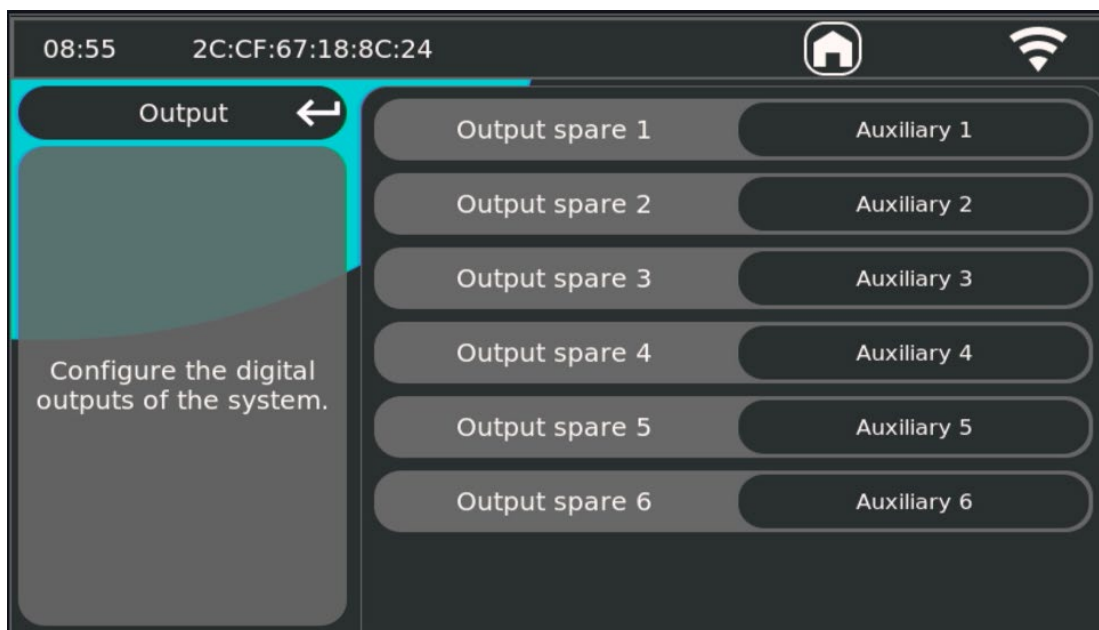 08:55 2C:CF:67:18:8C:24
Output
Configure the digital
outputs of the system.
Output spare 1 Auxiliary 1
Output spare 2 Auxiliary 2
Output spare 3 Auxiliary 3
Output spare 4 Auxiliary 4
Output spare 5 Auxiliary 5
Output spare 6 Auxiliary 6